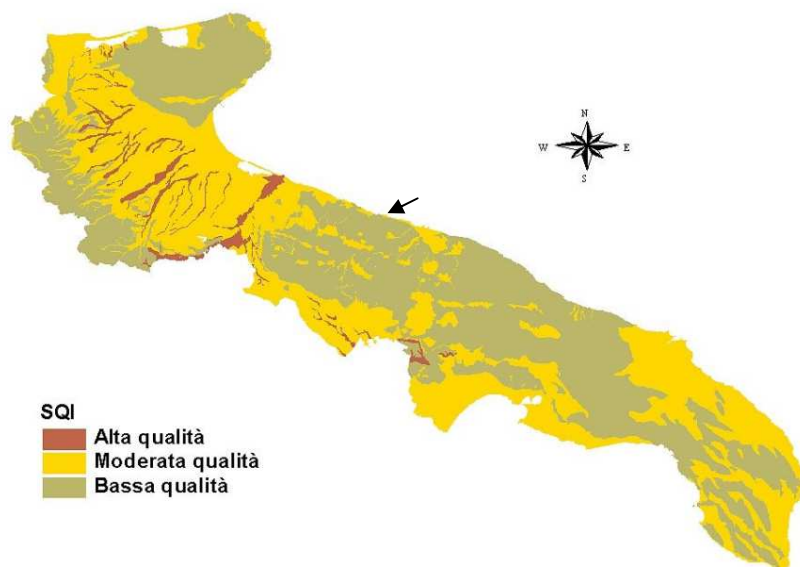 N
W E
S
SQI
Alta qualità
Moderata qualità
Bassa qualità